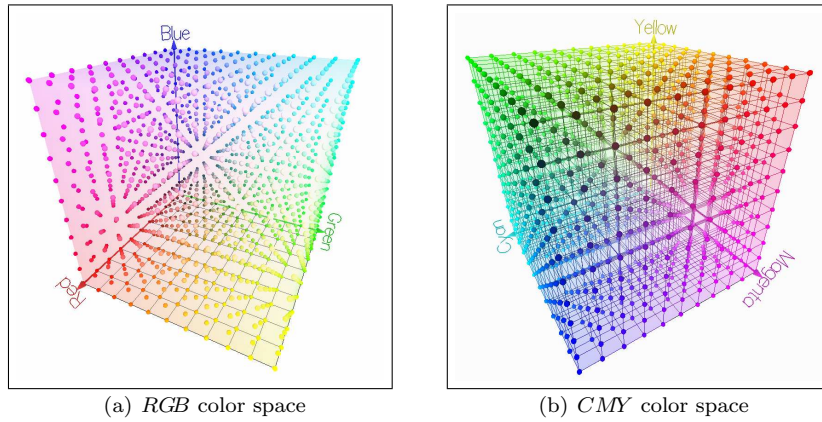 Blue
Green
Red
Yellow
Cyan
Magenta
(a) RGB color space
(b) CMY color space